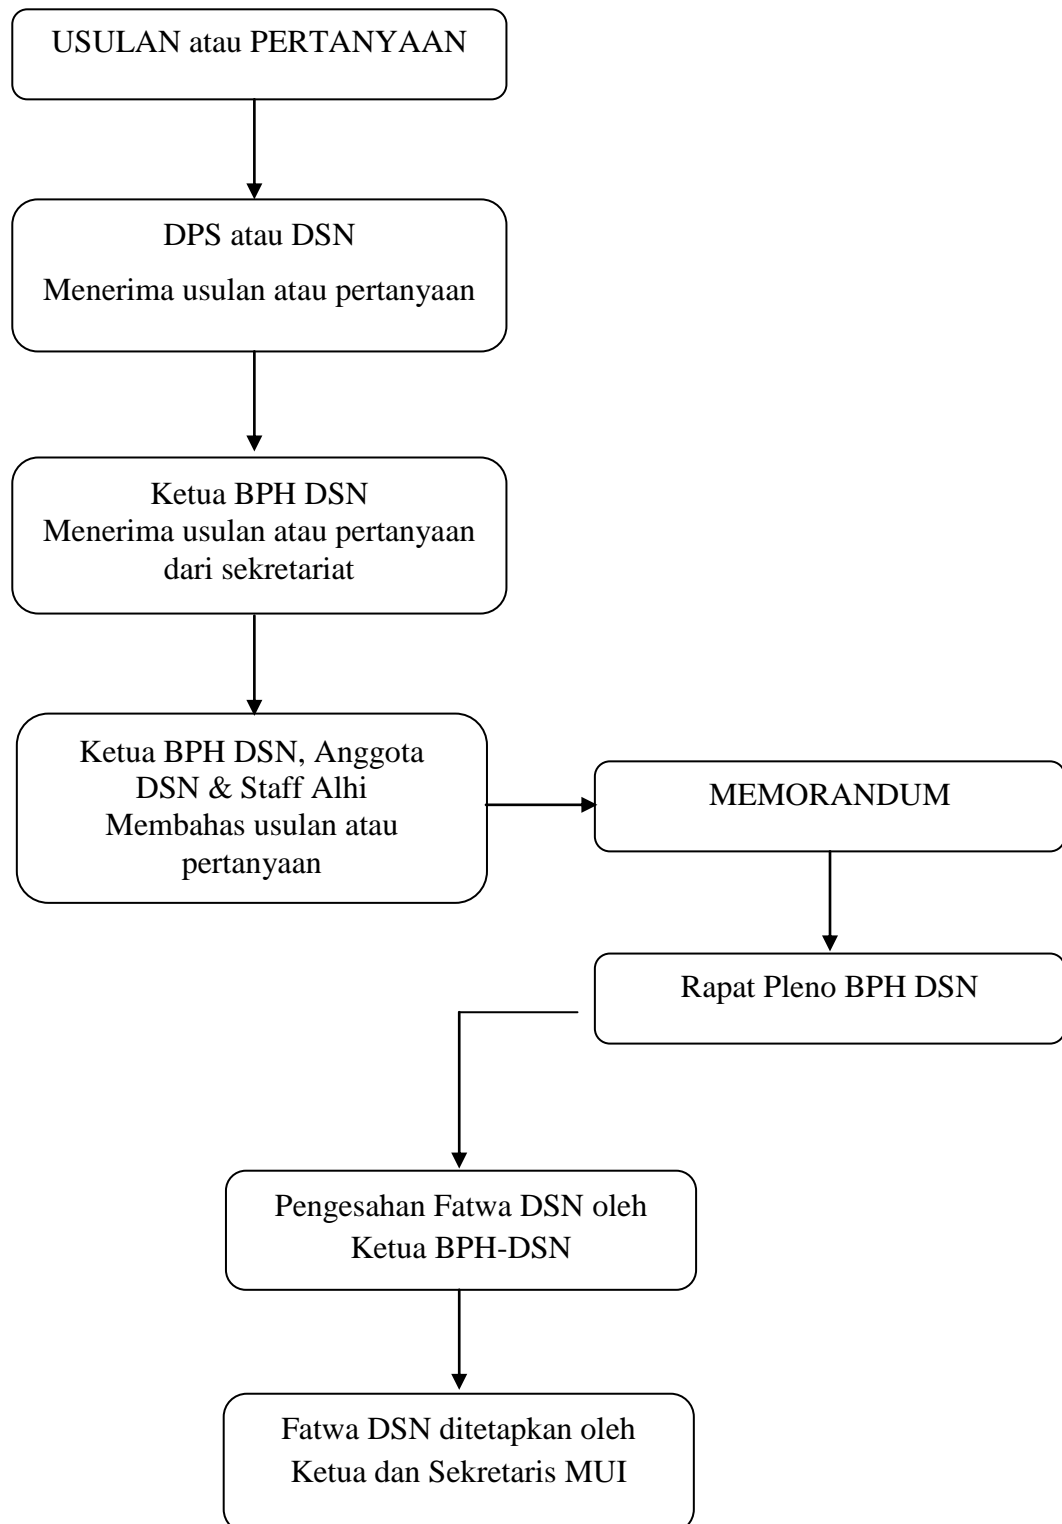 USULAN atau PERTANYAAN
DPS atau DSN
Menerima usulan atau pertanyaan
Ketua BPH DSN
Menerima usulan atau pertanyaan
dari sekretariat
Ketua BPH DSN, Anggota
DSN & Staff Alhi
Membahas usulan atau
pertanyaan
MEMORANDUM
Rapat Pleno BPH DSN
Pengesahan Fatwa DSN oleh
Ketua BPH-DSN
Fatwa DSN ditetapkan oleh
Ketua dan Sekretaris MUI